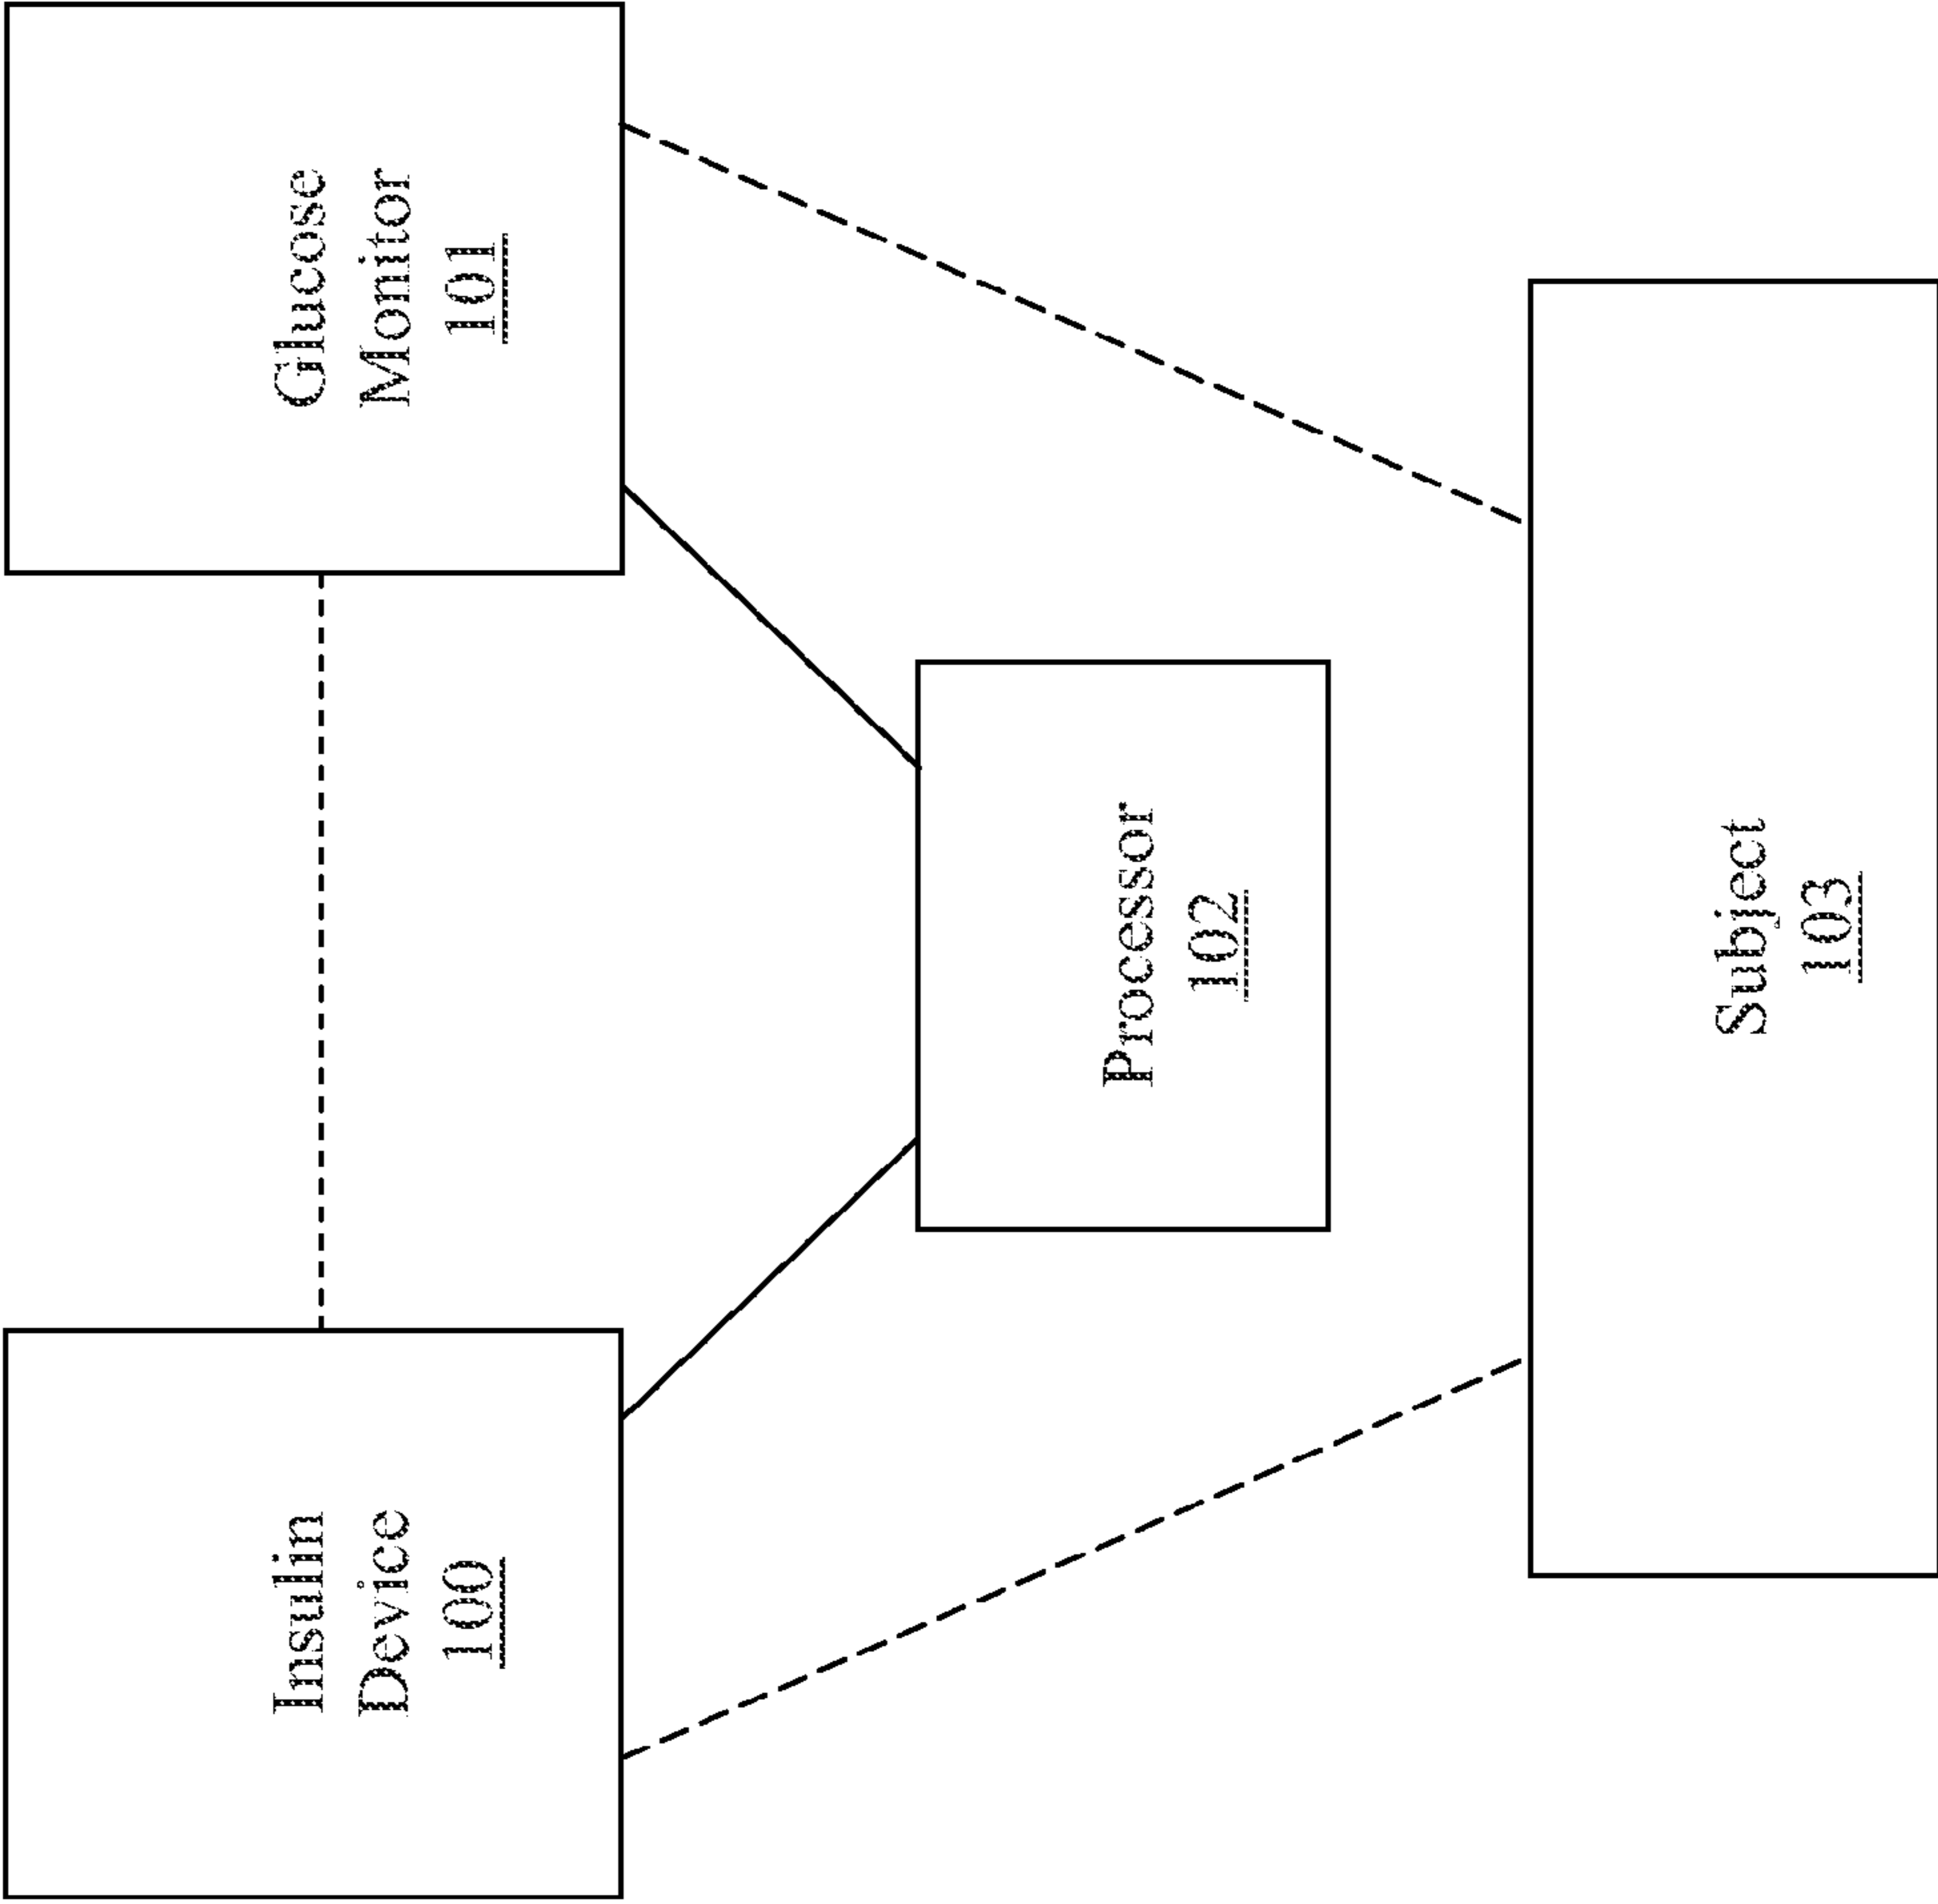 Insulin
Device
100
Glucose
Monitor
101
Processor
102
Subject
103